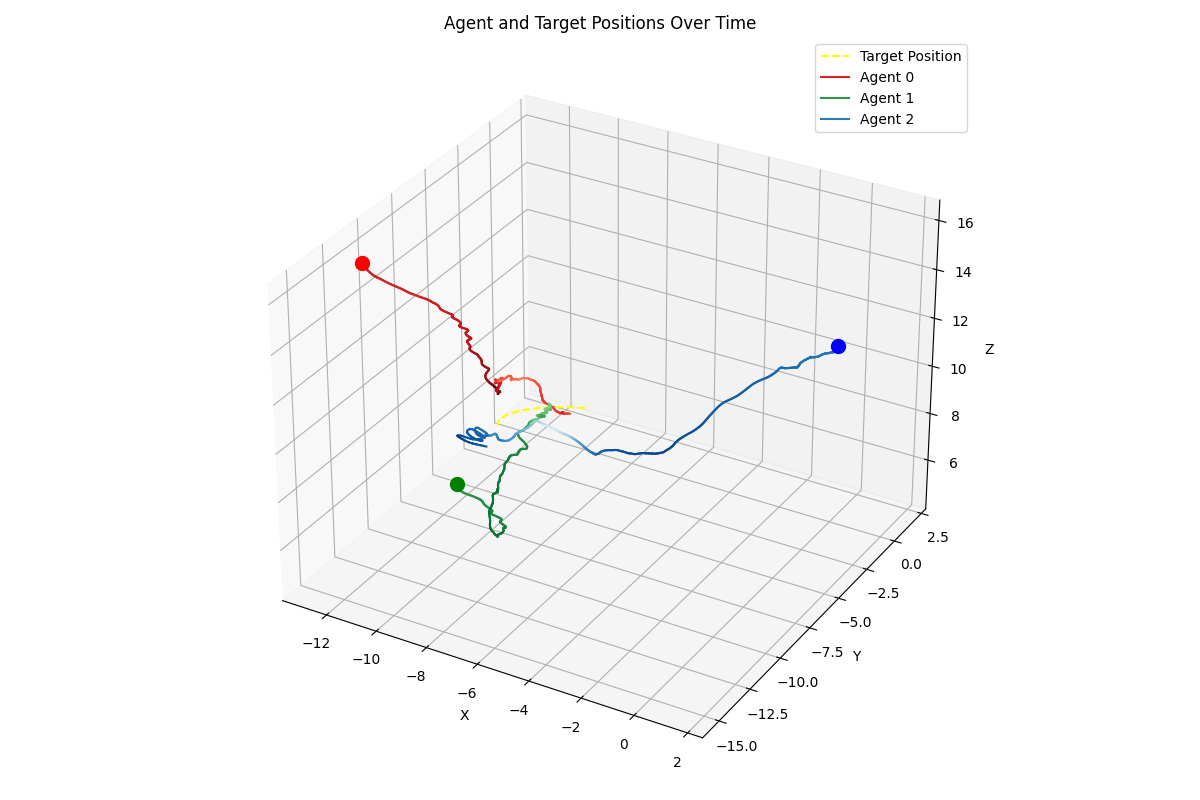 Agent and Target Positions Over Time
Target Position
Agent 0
Agent 1
Agent 2
16
14
12
10
8
6
Z
2.5
0.0
−2.5
−5.0
−7.5
−10.0
−12.5
−15.0
Y
−12
−10
−8
−6
−4
−2
0
2
X